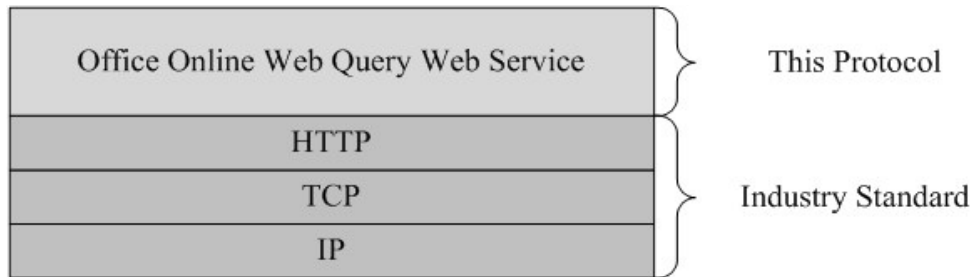 Office Online Web Query Web Service
This Protocol
HTTP
TCP
Industry Standard
IP